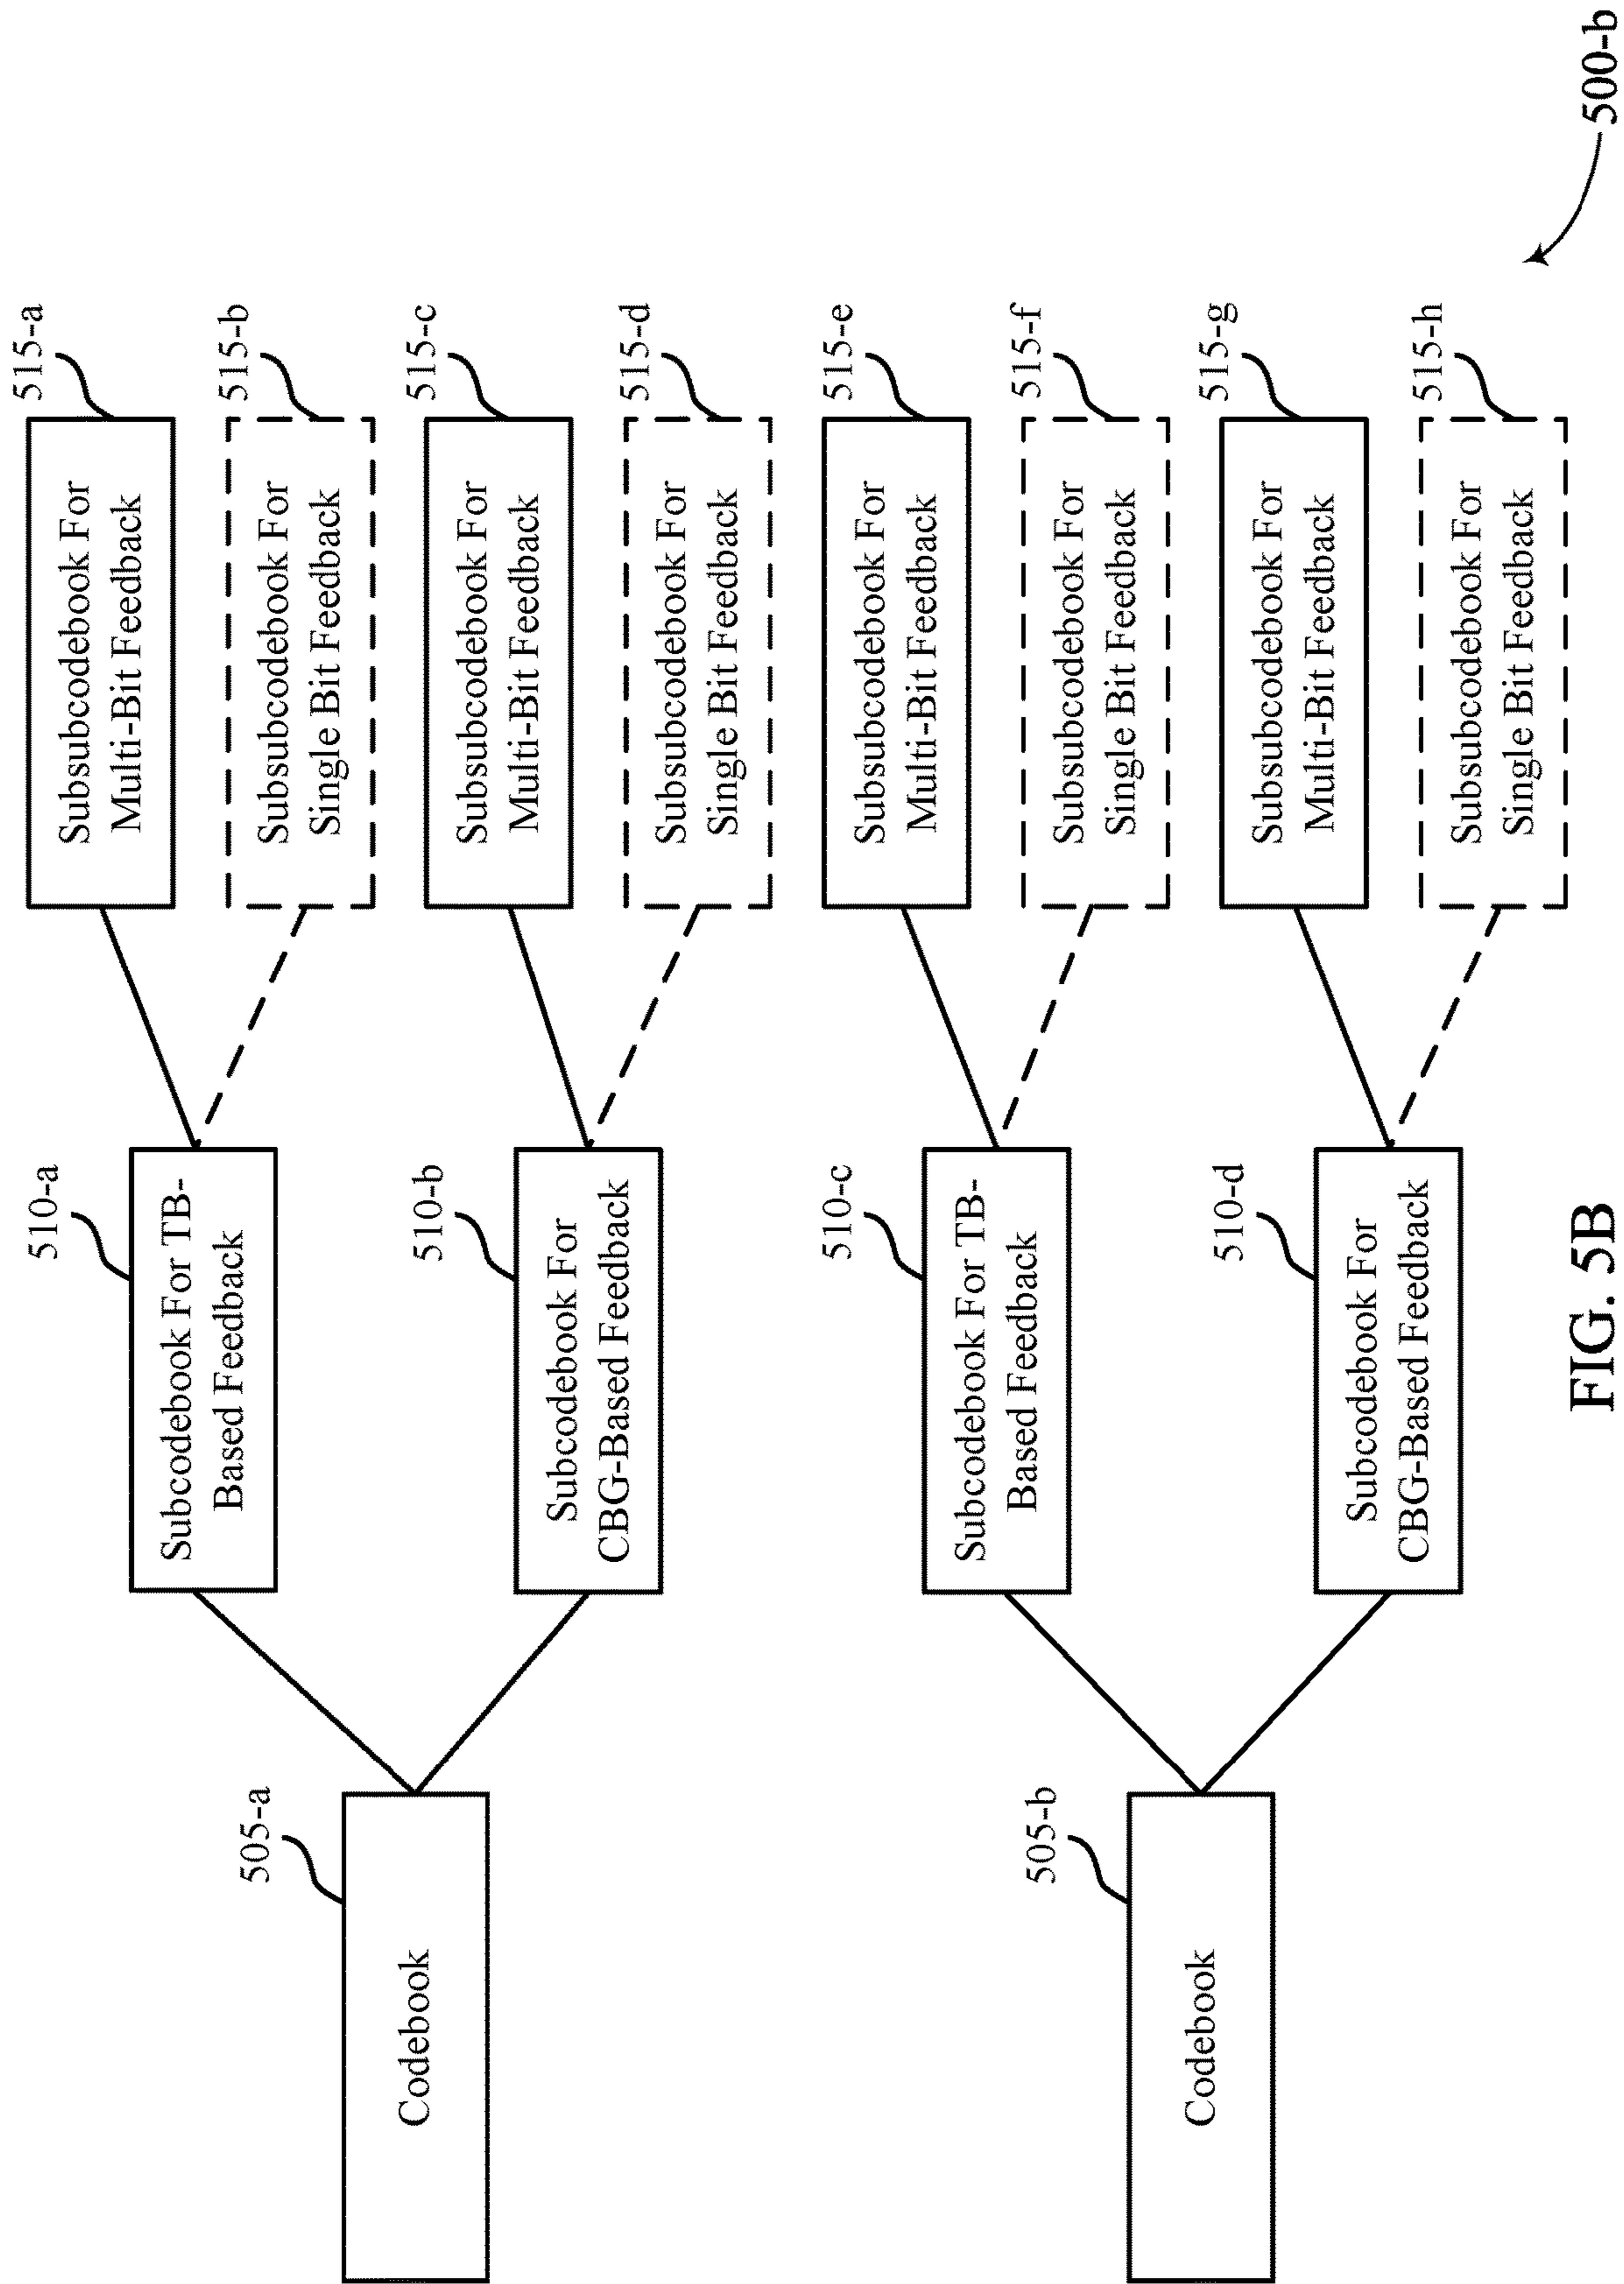 505-a
Codebook
505-b
Codebook
510-a
Subcodebook For TB-
Based Feedback
510-b
Subcodebook For
CBG-Based Feedback
510-c
Subcodebook For TB-
Based Feedback
510-d
Subcodebook For
CBG-Based Feedback
515-a
Subsubcodebook For
Multi-Bit Feedback
515-b
Subsubcodebook For
Single Bit Feedback
515-c
Subsubcodebook For
Multi-Bit Feedback
515-d
Subsubcodebook For
Single Bit Feedback
515-e
Subsubcodebook For
Multi-Bit Feedback
515-f
Subsubcodebook For
Single Bit Feedback
515-g
Subsubcodebook For
Multi-Bit Feedback
515-h
Subsubcodebook For
Single Bit Feedback
500-b
FIG. 5B